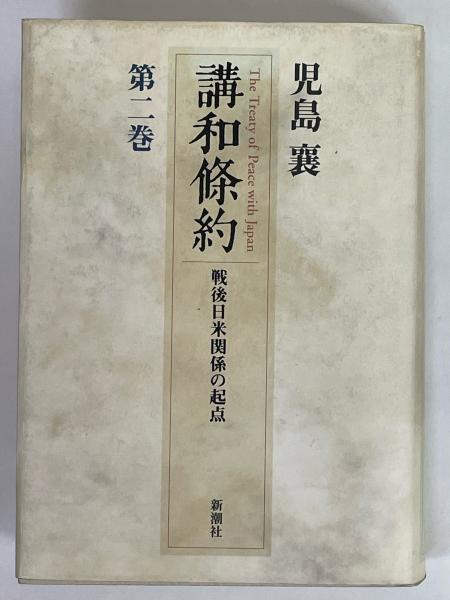 児島 襄
The Treaty of Peace with Japan
講和條約
戦後日米関係の起点
第二巻
新潮社